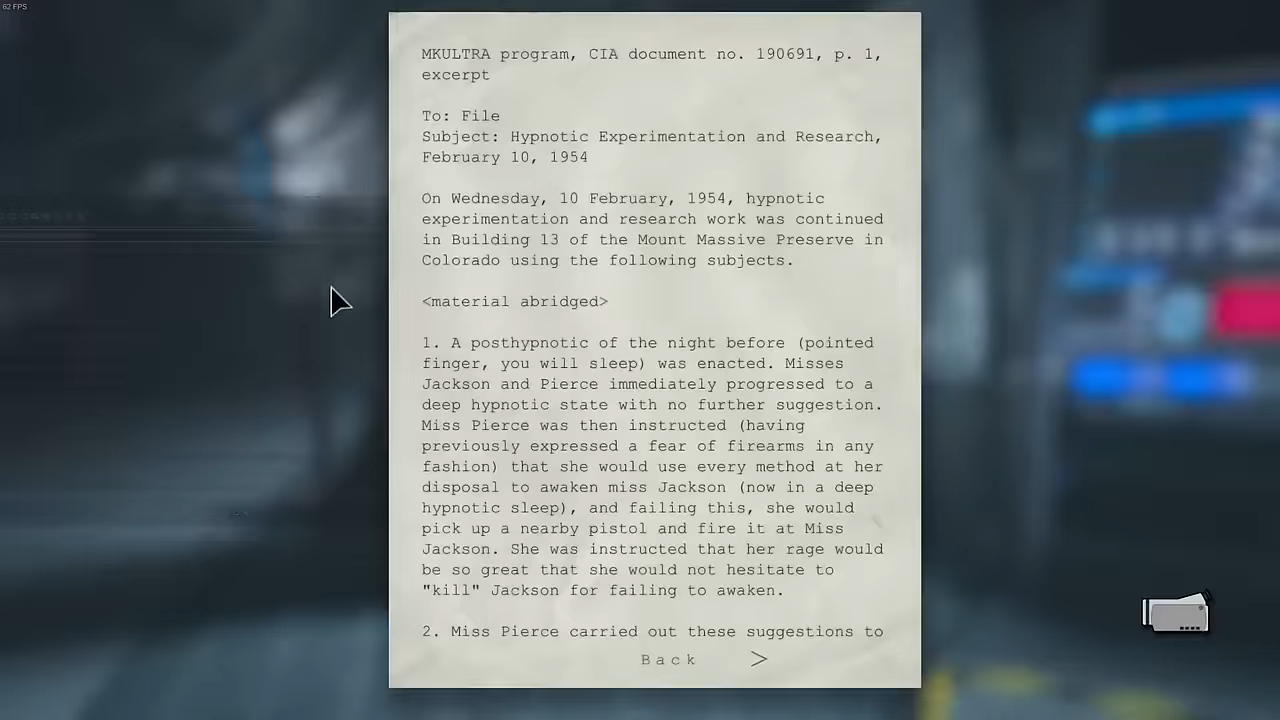 62 FPS
MKULTRA program, CIA document no. 190691, p. 1,
excerpt
To: File
Subject: Hypnotic Experimentation and Research,
February 10, 1954
On Wednesday, 10 February, 1954, hypnotic
experimentation and research work was continued
in Building 13 of the Mount Massive Preserve in
Colorado using the following subjects.
<material abridged>
1. A posthypnotic of the night before (pointed
finger, you will sleep) was enacted. Misses
Jackson and Pierce immediately progressed to a
deep hypnotic state with no further suggestion.
Miss Pierce was then instructed (having
previously expressed a fear of firearms in any
fashion) that she would use every method at her
disposal to awaken miss Jackson (now in a deep
hypnotic sleep), and failing this, she would
pick up a nearby pistol and fire it at Miss
Jackson. She was instructed that her rage would
be so great that she would not hesitate to
"kill" Jackson for failing to awaken.
2. Miss Pierce carried out these suggestions to
Back >